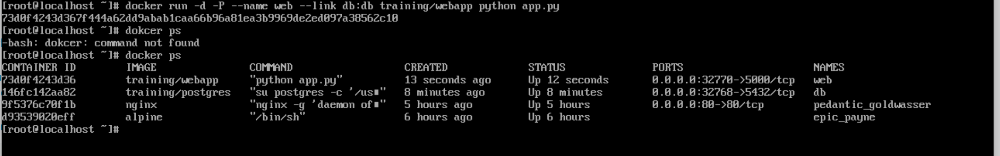 [root@localhost ~]# docker run -d -P --name web --link db:db training/webapp python app.py
73d0f4243d367f444a62dd9abab1caa66b96a81ea3b9969de2ed097a38562c10
[root@localhost ~]# dokcer ps
-bash: dokcer: command not found
[root@localhost ~]# docker ps
CONTAINER ID IMAGE COMMAND CREATED STATUS PORTS NAMES
73d0f4243d36 training/webapp "python app.py" 13 seconds ago Up 12 seconds 0.0.0.0:32770->5000/tcp web
146fc142aa82 training/postgres "su postgres -c '/us▮" 8 minutes ago Up 8 minutes 0.0.0.0:32768->5432/tcp db
9f5376c70f1b nginx "nginx -g 'daemon of▮" 5 hours ago Up 5 hours 0.0.0.0:80->80/tcp pedantic_goldwasser
d93539020eff alpine "/bin/sh" 6 hours ago Up 6 hours epic_payne
[root@localhost ~]#